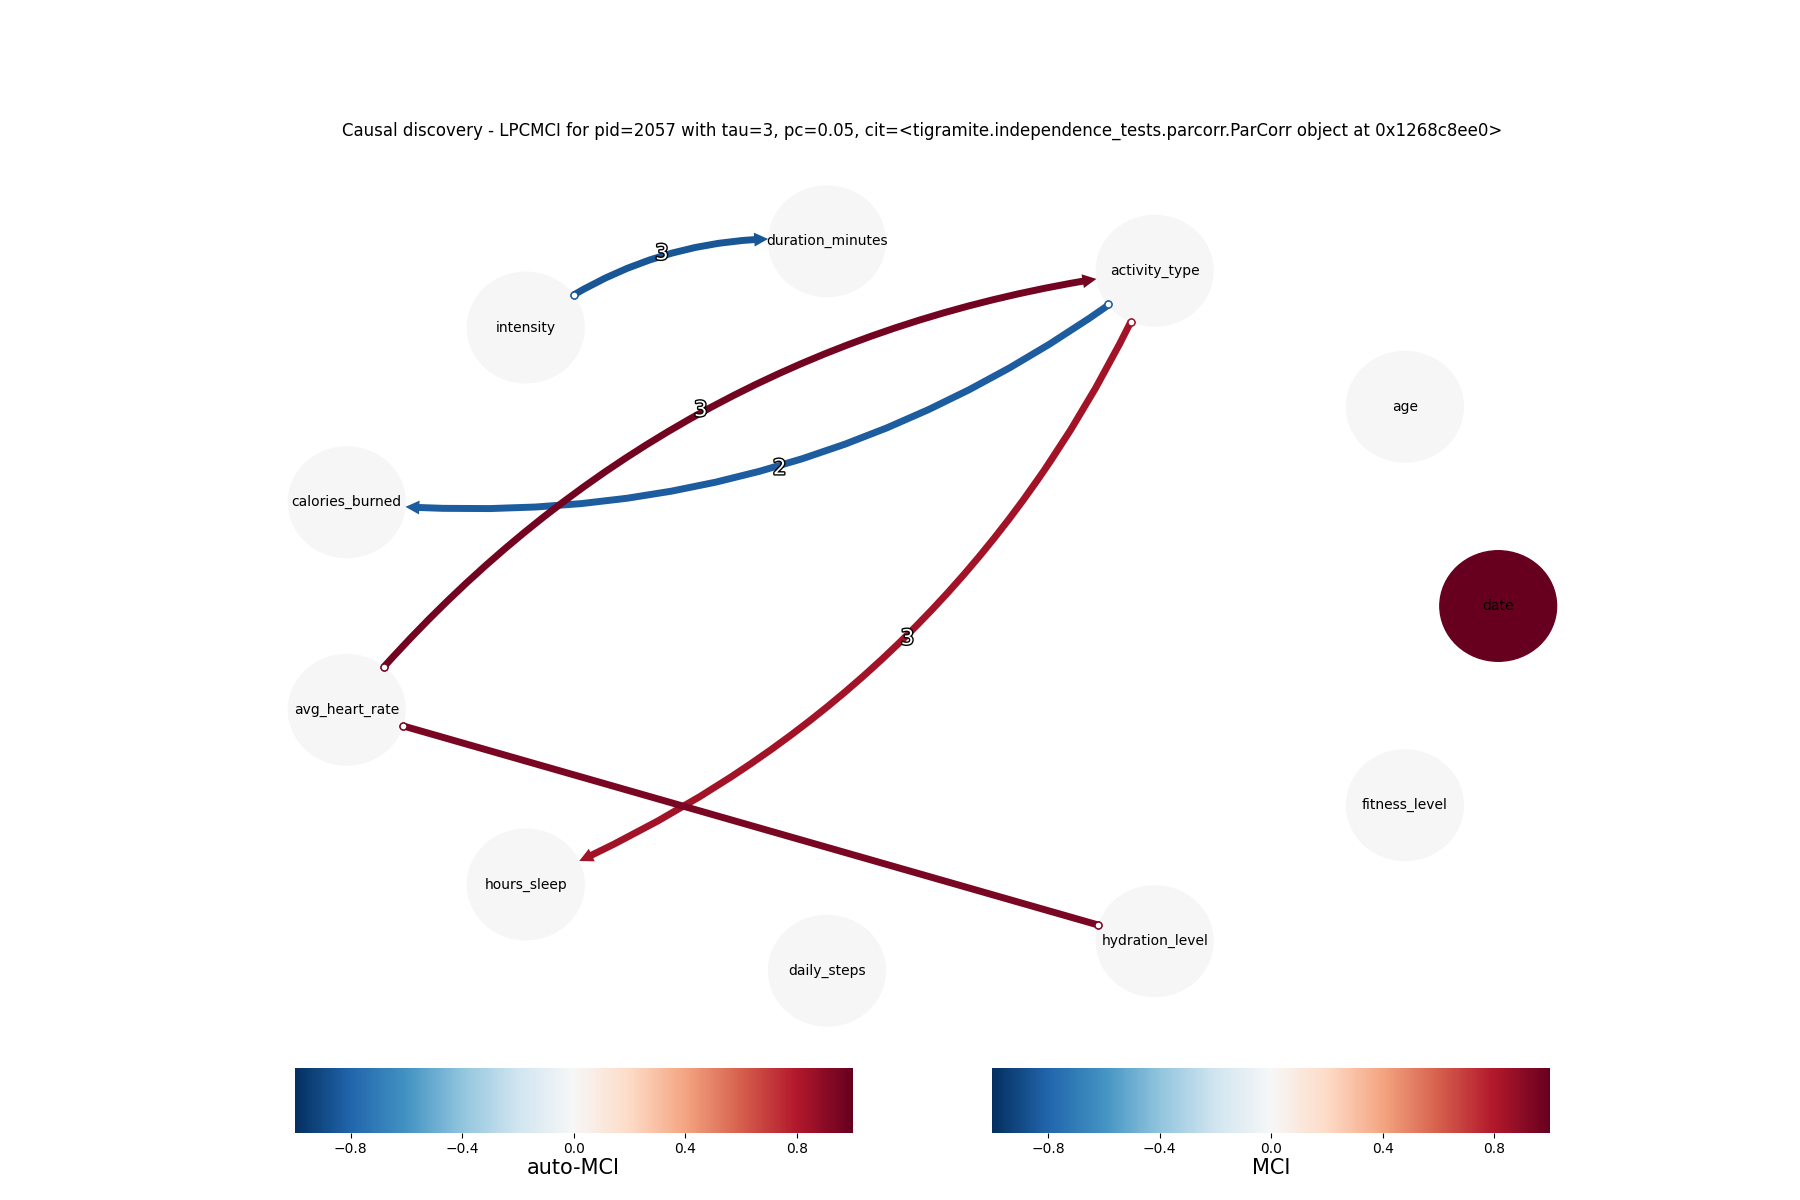 Causal discovery - LPCMCI for pid=2057 with tau=3, pc=0.05, cit=<tigramite.independence_tests.parcorr.ParCorr object at 0x1268c8ee0>
duration_minutes
3
activity_type
intensity
age
3
2
calories_burned
date
3
avg_heart_rate
fitness_level
hours_sleep
hydration_level
daily_steps
−0.8 −0.4 0.0 0.4 0.8
auto-MCI
−0.8 −0.4 0.0 0.4 0.8
MCI